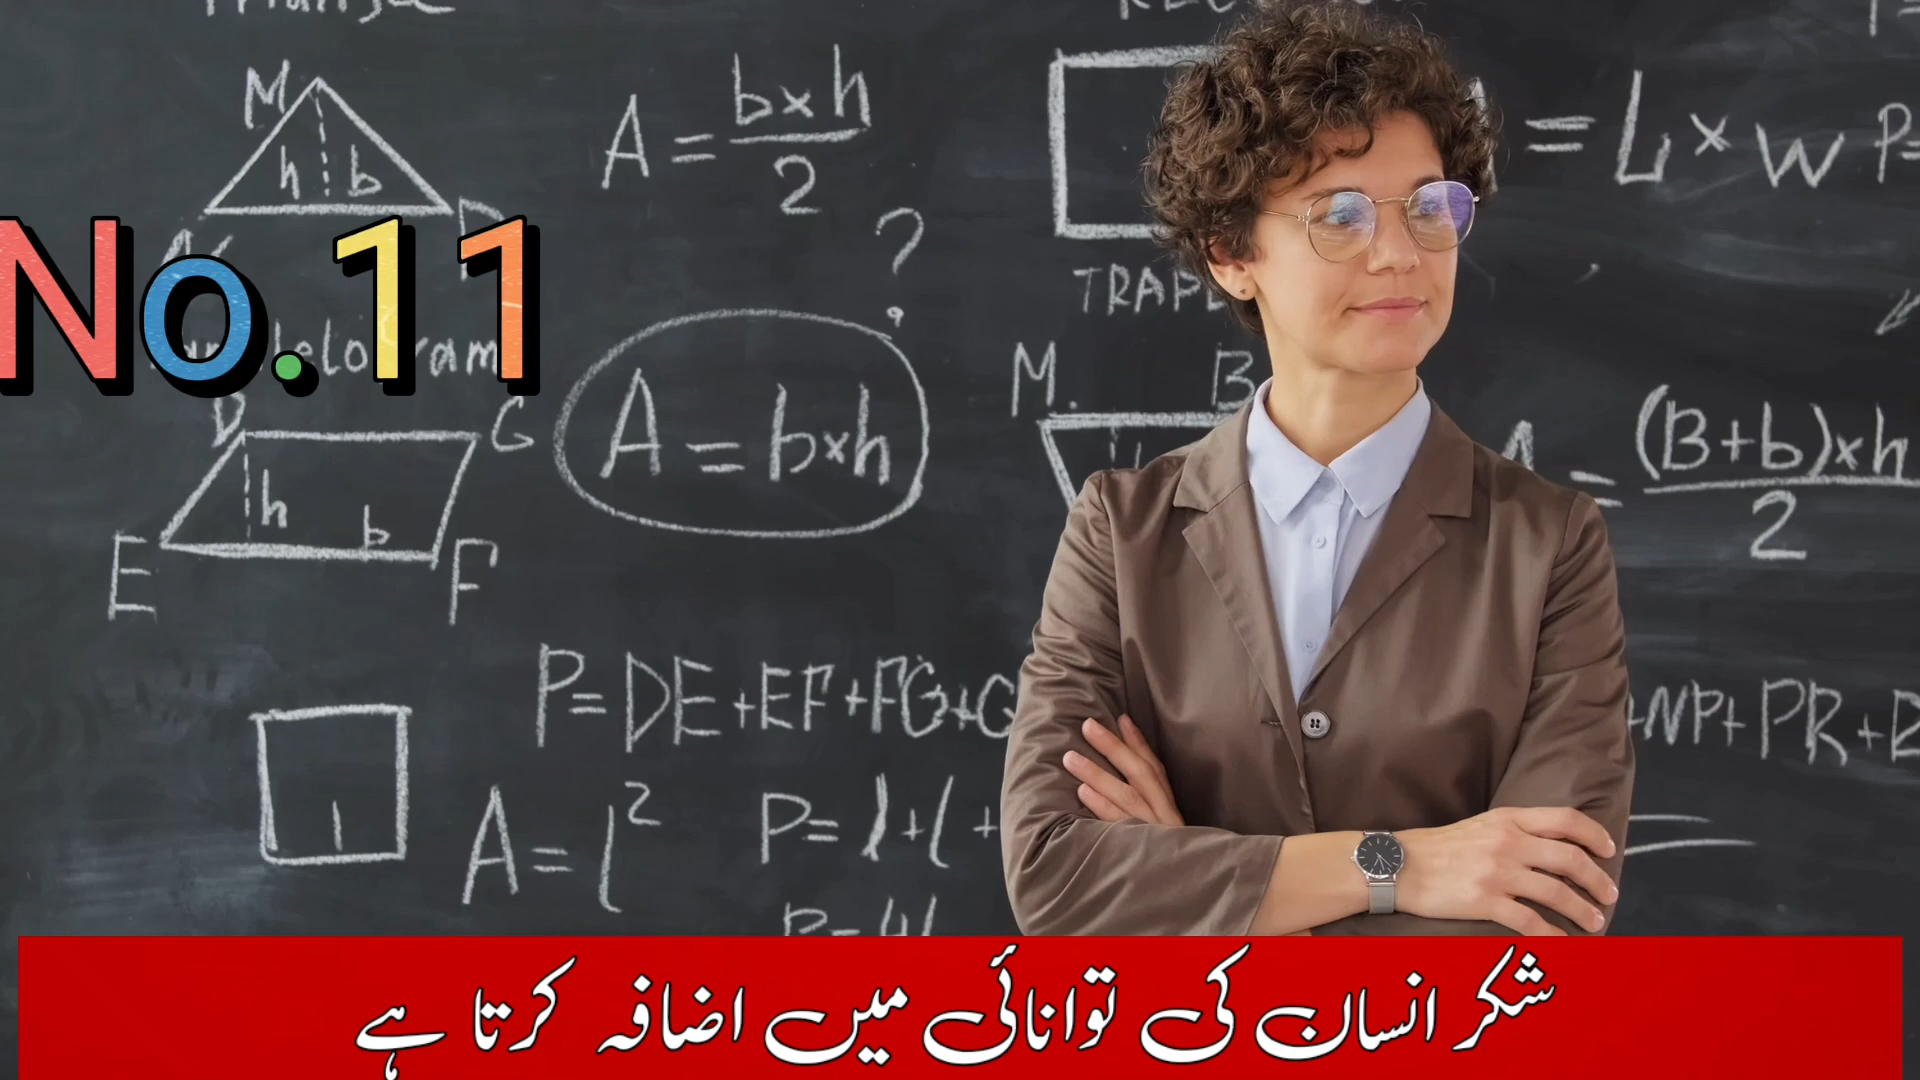 M
A = b×h
2
= L × W
P=
h b
D
?
No.11
TRAP
M. B
A = b×h
G
(B+b)×h
2
=
h b
E F
P= DE+EF+FG+G
+NP+PR+
A = l²
P= l+l+
شکر انسان کی توانائی میں اضافہ کرتا ہے